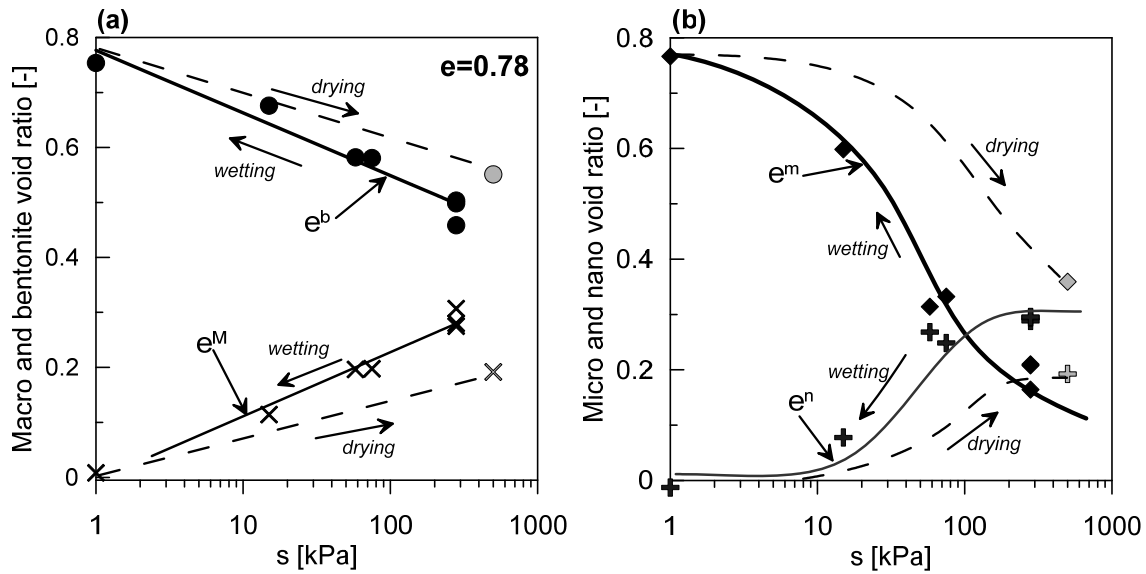 (a)
Macro and bentonite void ratio [-]
0.8
0.6
0.4
0.2
0
e=0.78
drying
wetting
e^b
e^M
wetting
drying
1
10
100
1000
s [kPa]
(b)
Micro and nano void ratio [-]
0.8
0.6
0.4
0.2
0
drying
e^m
wetting
wetting
e^n
drying
1
10
100
1000
s [kPa]